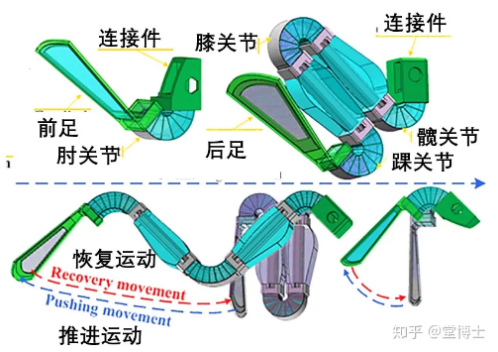 连接件
膝关节
连接件
前足
肘关节
后足
髋关节
踝关节
恢复运动
Recovery movement
Pushing movement
推进运动
知乎 @堂博士